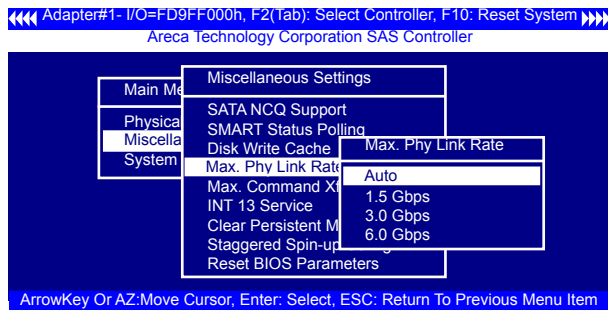 Adapter#1- I/O=FD9FF000h, F2(Tab): Select Controller, F10: Reset System
Areca Technology Corporation SAS Controller
Main Me
Physica
Miscella
System
Miscellaneous Settings
SATA NCQ Support
SMART Status Polling
Disk Write Cache
Max. Phy Link Rate
Max. Command Xf
INT 13 Service
Clear Persistent M
Staggered Spin-up
Reset BIOS Parameters
Max. Phy Link Rate
Auto
1.5 Gbps
3.0 Gbps
6.0 Gbps
ArrowKey Or AZ:Move Cursor, Enter: Select, ESC: Return To Previous Menu Item